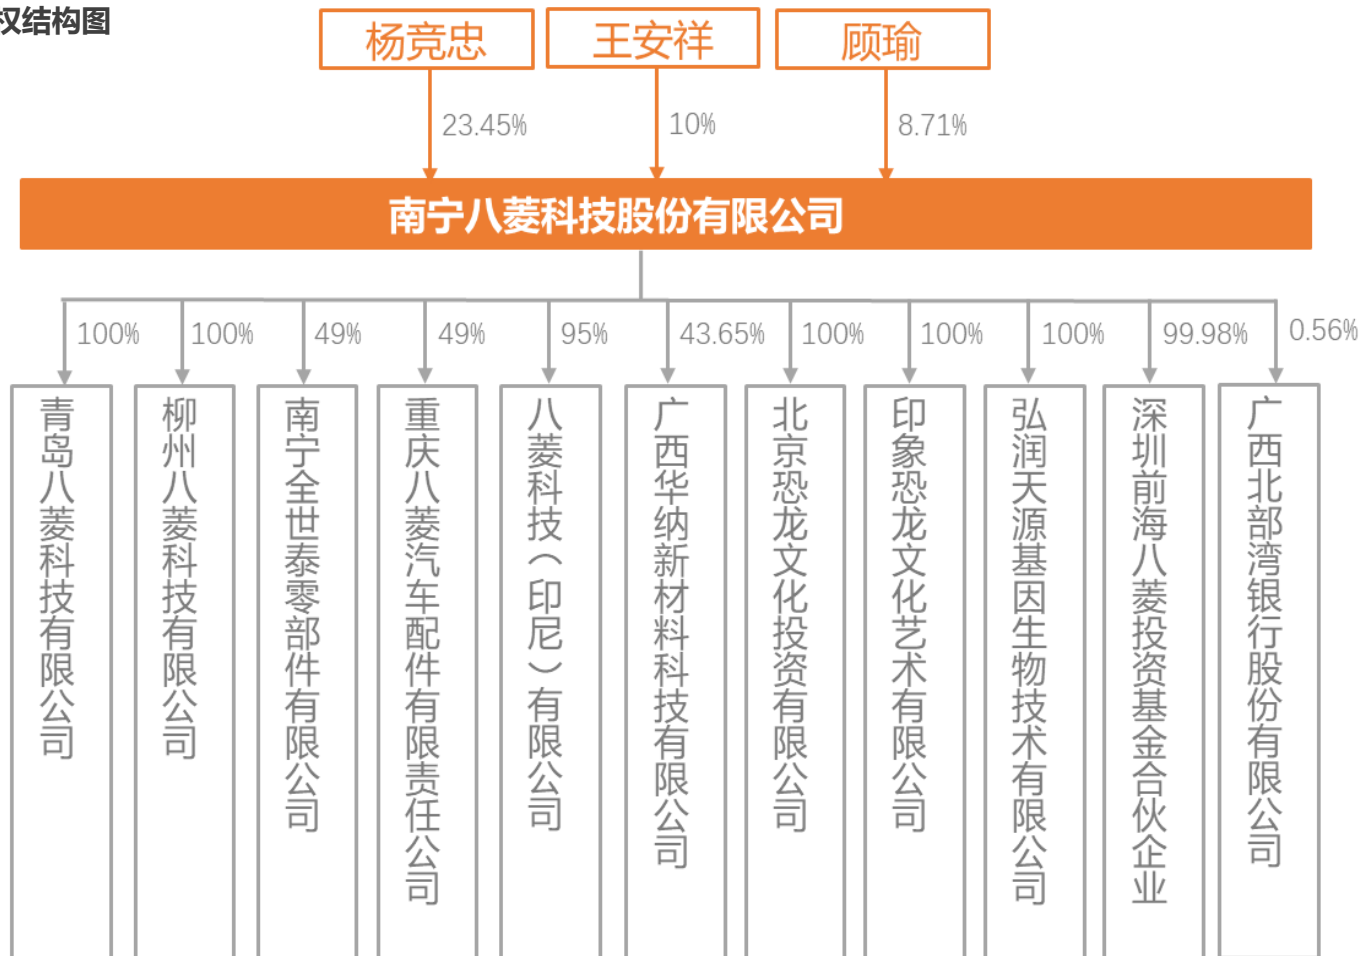 权结构图
杨竞忠
王安祥
顾瑜
23.45%
10%
8.71%
南宁八菱科技股份有限公司
100%
100%
49%
49%
95%
43.65%
100%
100%
100%
99.98%
0.56%
青岛八菱科技有限公司
柳州八菱科技有限公司
南宁全世泰零部件有限公司
重庆八菱汽车配件有限责任公司
八菱科技（印尼）有限公司
广西华纳新材料科技有限公司
北京恐龙文化投资有限公司
印象恐龙文化艺术有限公司
弘润天源基因生物技术有限公司
深圳前海八菱投资基金合伙企业
广西北部湾银行股份有限公司